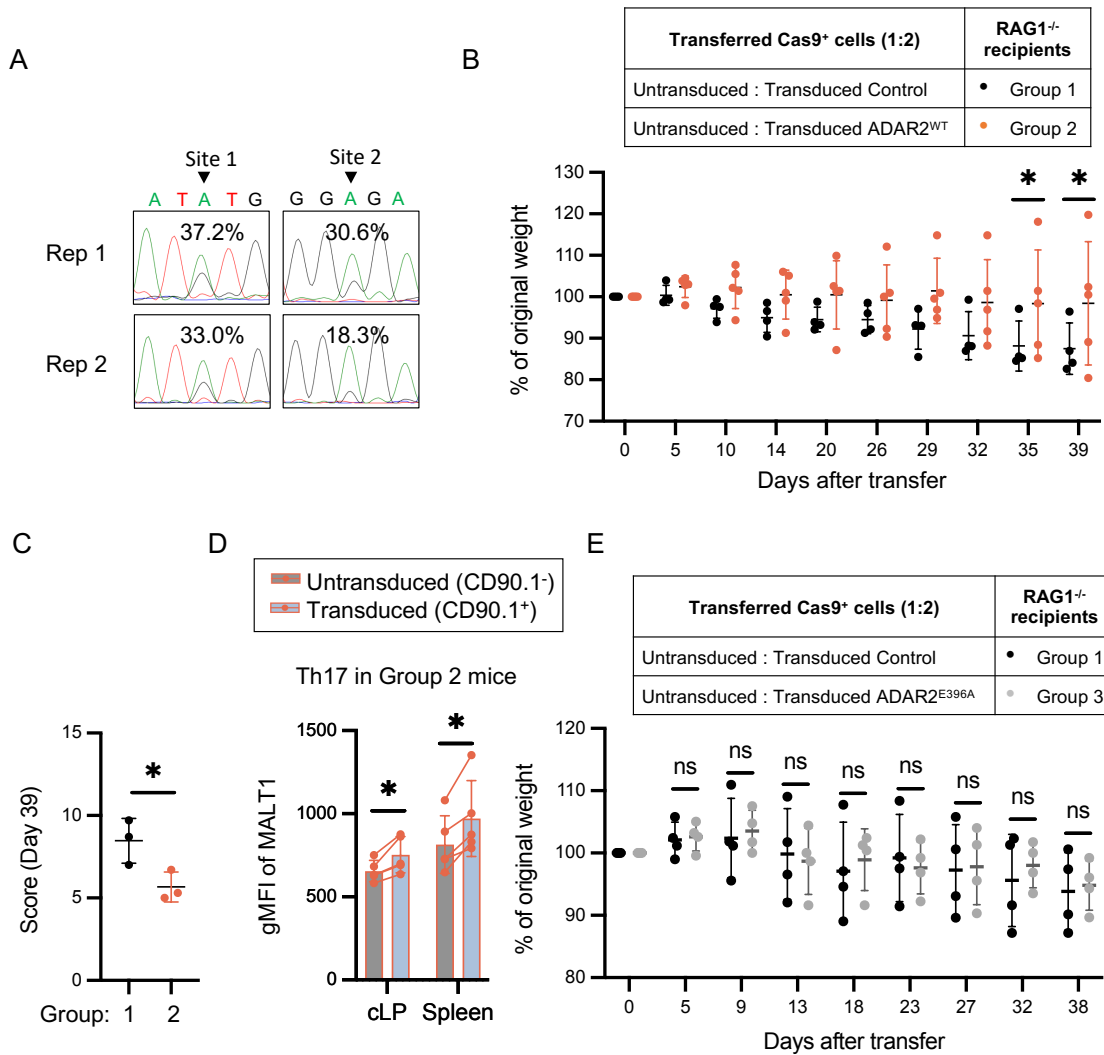 A
Site 1
Site 2
A T A T G
G G A G A
Rep 1
37.2%
30.6%
Rep 2
33.0%
18.3%
B
Transferred Cas9⁺ cells (1:2)
RAG1⁻/⁻ recipients
Untransduced : Transduced Control
Group 1
Untransduced : Transduced ADAR2ᵂᵀ
Group 2
% of original weight
130
120
110
100
90
80
70
* *
0 5 10 14 20 26 29 32 35 39
Days after transfer
C
Score (Day 39)
15
10
5
0
*
Group: 1 2
D
Untransduced (CD90.1⁻)
Transduced (CD90.1⁺)
Th17 in Group 2 mice
gMFI of MALT1
1500
1000
500
0
* *
cLP Spleen
E
Transferred Cas9⁺ cells (1:2)
RAG1⁻/⁻ recipients
Untransduced : Transduced Control
Group 1
Untransduced : Transduced ADAR2ᴱ³⁹⁶ᴬ
Group 3
% of original weight
120
110
100
90
80
ns ns ns ns ns ns ns ns
0 5 9 13 18 23 27 32 38
Days after transfer